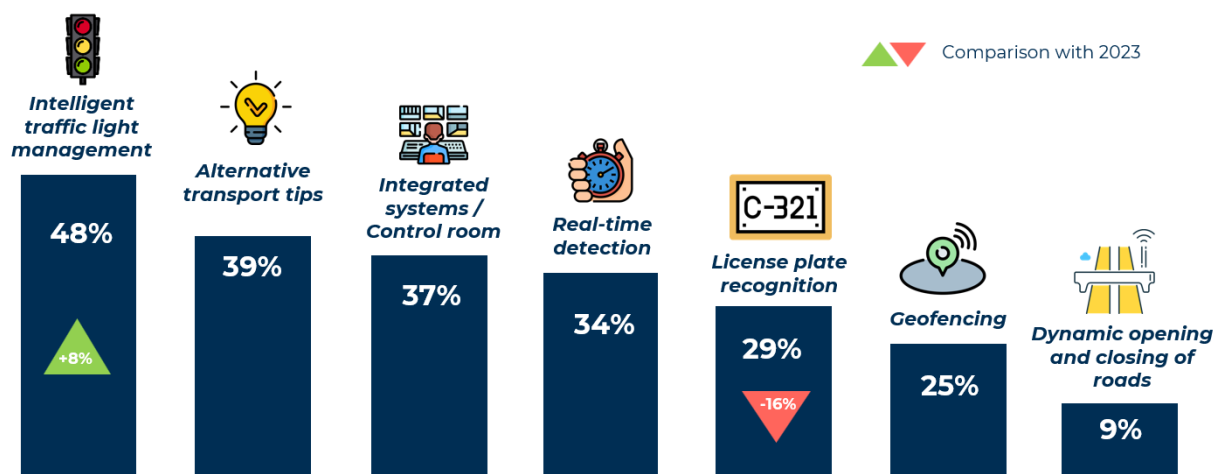 Comparison with 2023
Intelligent
traffic light
management
48%
+8%
Alternative
transport tips
39%
Integrated
systems /
Control room
37%
Real-time
detection
34%
C-321
License plate
recognition
29%
-16%
Geofencing
25%
Dynamic opening
and closing of
roads
9%